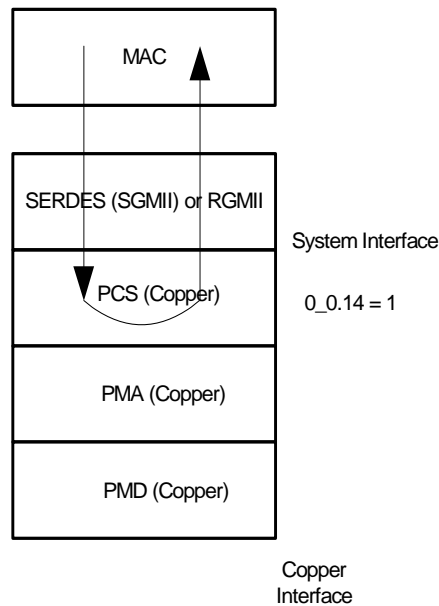 MAC
SERDES (SGMII) or RGMII
System Interface
PCS (Copper)
0_0.14 = 1
PMA (Copper)
PMD (Copper)
Copper
Interface